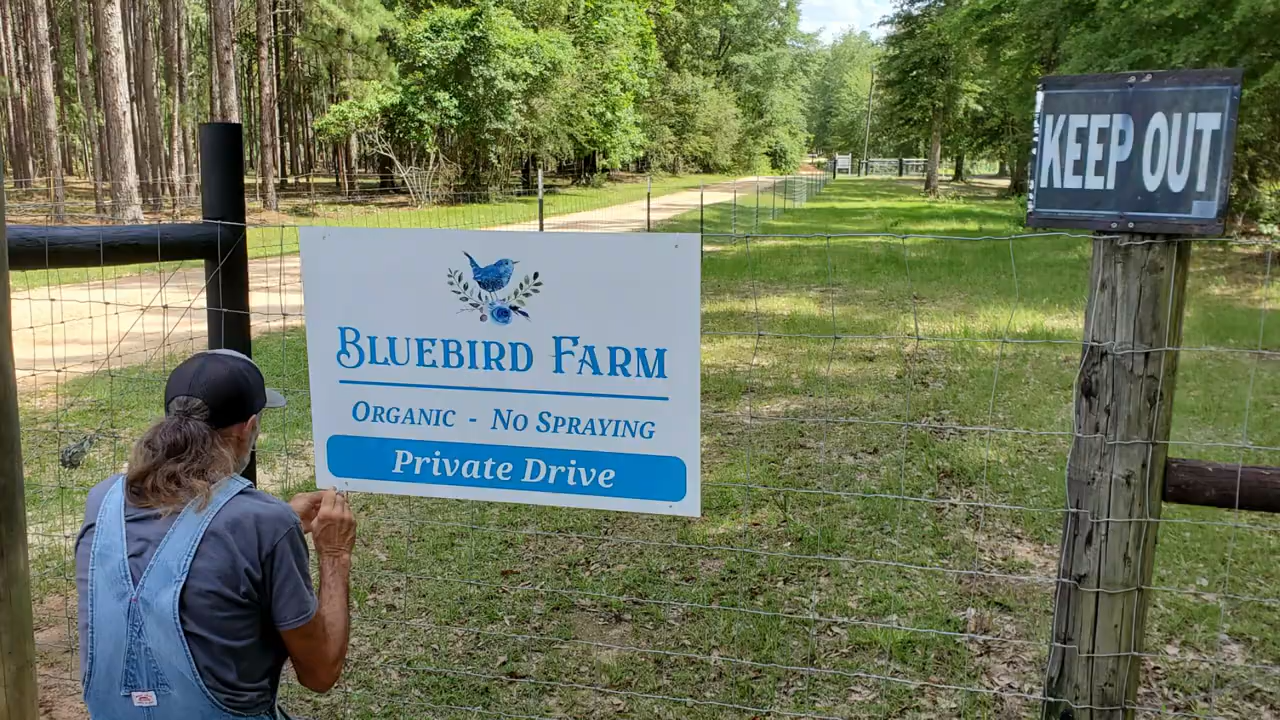 Bluebird Farm
Organic - No Spraying
Private Drive
KEEP OUT